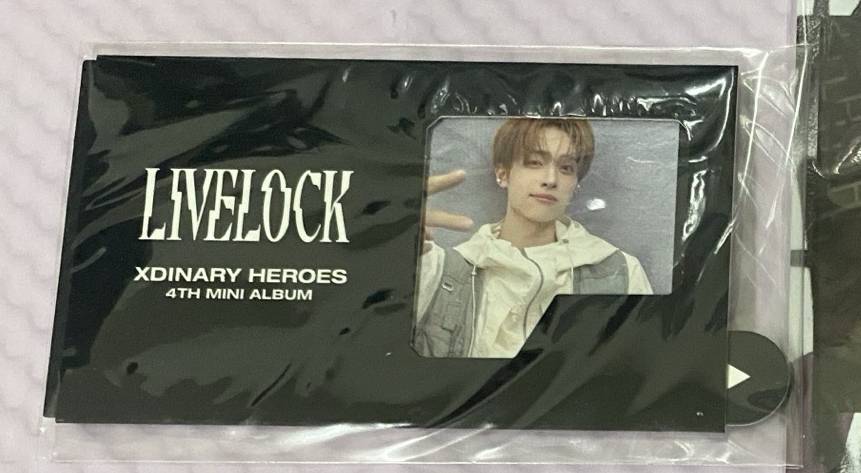 LIVELOCK
XDINARY HEROES
4TH MINI ALBUM